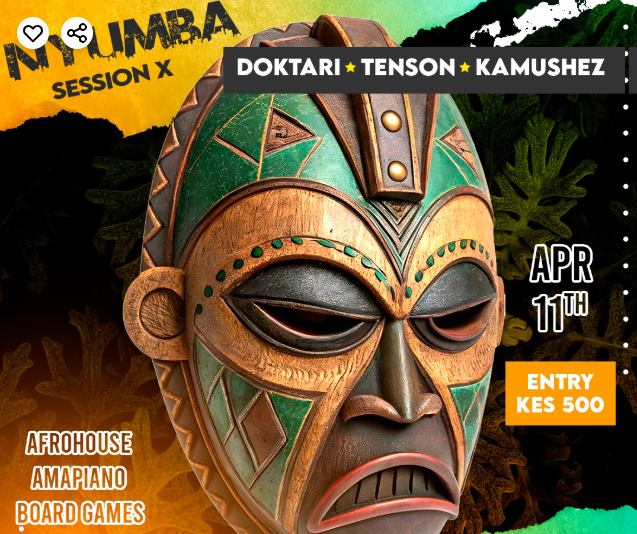 NYUMBA
SESSION X
DOKTARI ★ TENSON ★ KAMUSHEZ
APR
11TH
ENTRY
KES 500
AFROHOUSE
AMAPIANO
BOARD GAMES